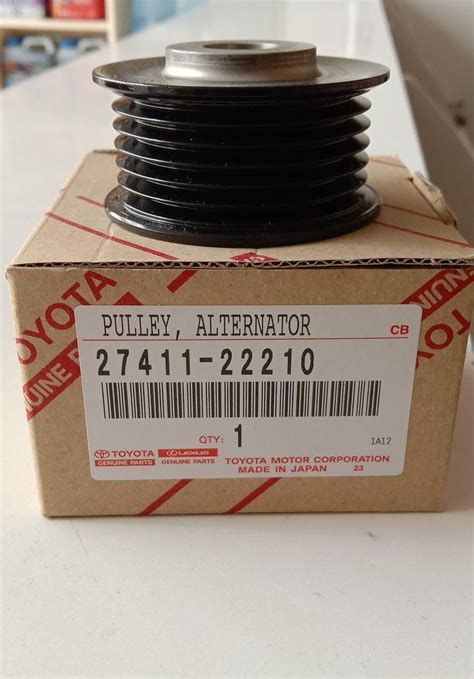 PULLEY, ALTERNATOR
CB
27411-22210
QTY: 1
1A12
TOYOTA
GENUINE PARTS
LEXUS
GENUINE PARTS
TOYOTA MOTOR CORPORATION
MADE IN JAPAN 23
TOYOTA
GENUINE PARTS